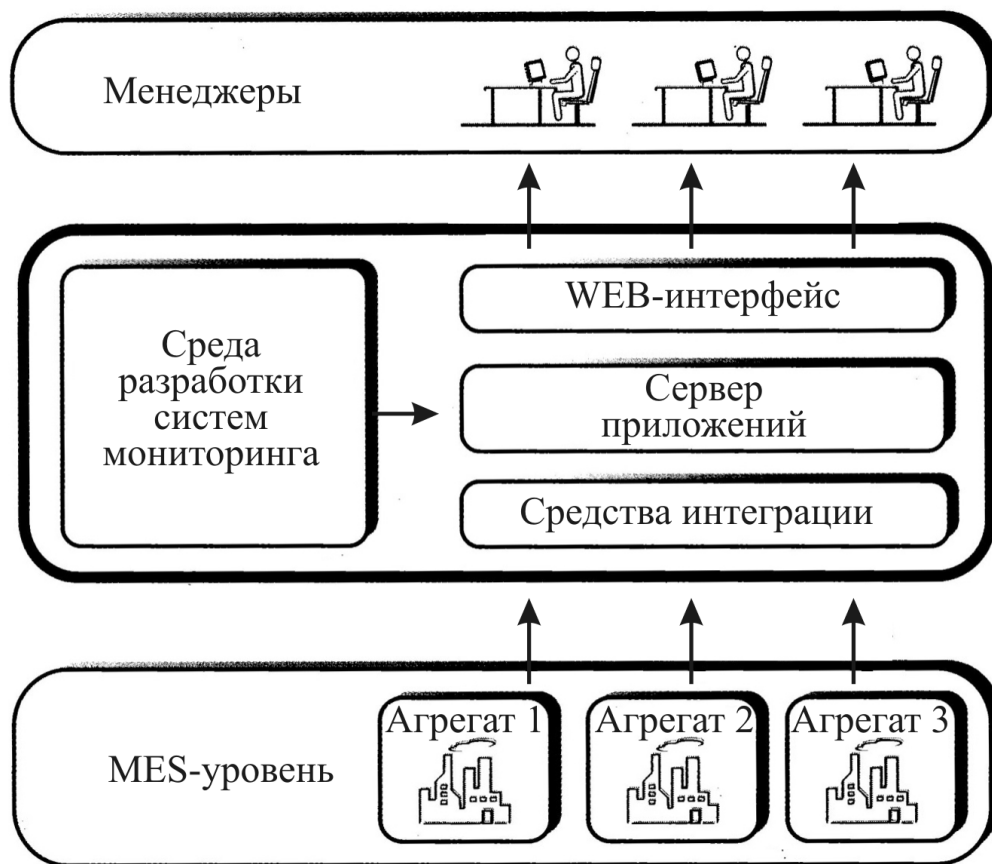 Менеджеры
Среда
разработки
систем
мониторинга
WEB-интерфейс
Сервер
приложений
Средства интеграции
MES-уровень
Агрегат 1
Агрегат 2
Агрегат 3